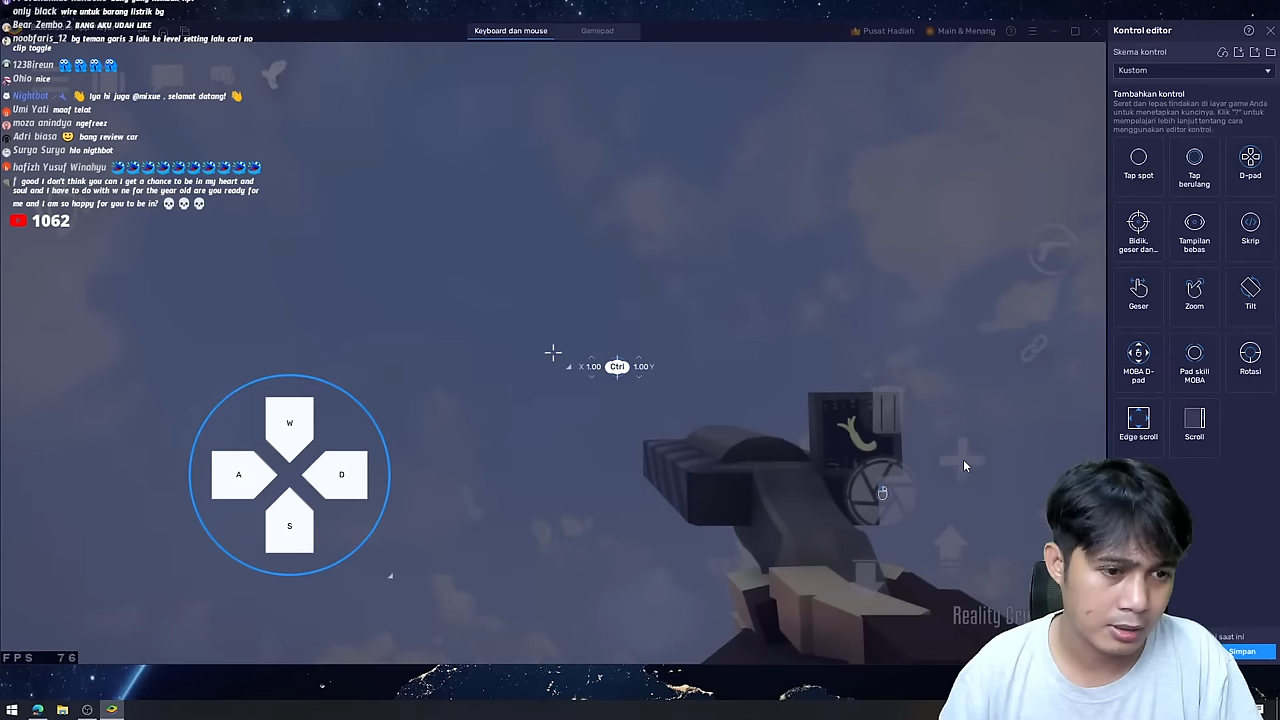 only black wire untuk barang listrik bg
Bear Zembo 2 BANG AKU UDAH LIKE
noobfaris_12 bg teman garis 3 lalu ke level setting lalu cari no
clip toggle
123Bireun
Ohio nice
Nightbot Iya hi juga @mixue , selamat datang!
Umi Yati maaf telat
moza anindya ngefreez
Adri biasa bang review car
Surya Surya hlo nigthbot
hafizh Yusuf Winahyu
f good I don't think you can I get a chance to be in my heart and
soul and I have to do with w ne for the year old are you ready for
me and I am so happy for you to be in?
1062
Keyboard dan mouse
Gamepad
Pusat Hadiah
Main & Menang
Kontrol editor
Skema kontrol
Kustom
Tambahkan kontrol
Seret dan lepas tindakan di layar game Anda
untuk menetapkan kuncinya. Klik "?" untuk
mempelajari lebih lanjut tentang cara
menggunakan editor kontrol.
Tap spot
Tap
berulang
D-pad
Bidik,
geser dan...
Tampilan
bebas
Skrip
Geser
Zoom
Tilt
MOBA D-
pad
Pad skill
MOBA
Rotasi
Edge scroll
Scroll
X 1.00 Ctrl 1.00 Y
W
A
D
S
Reality Cru
saat ini
Simpan
FPS 76